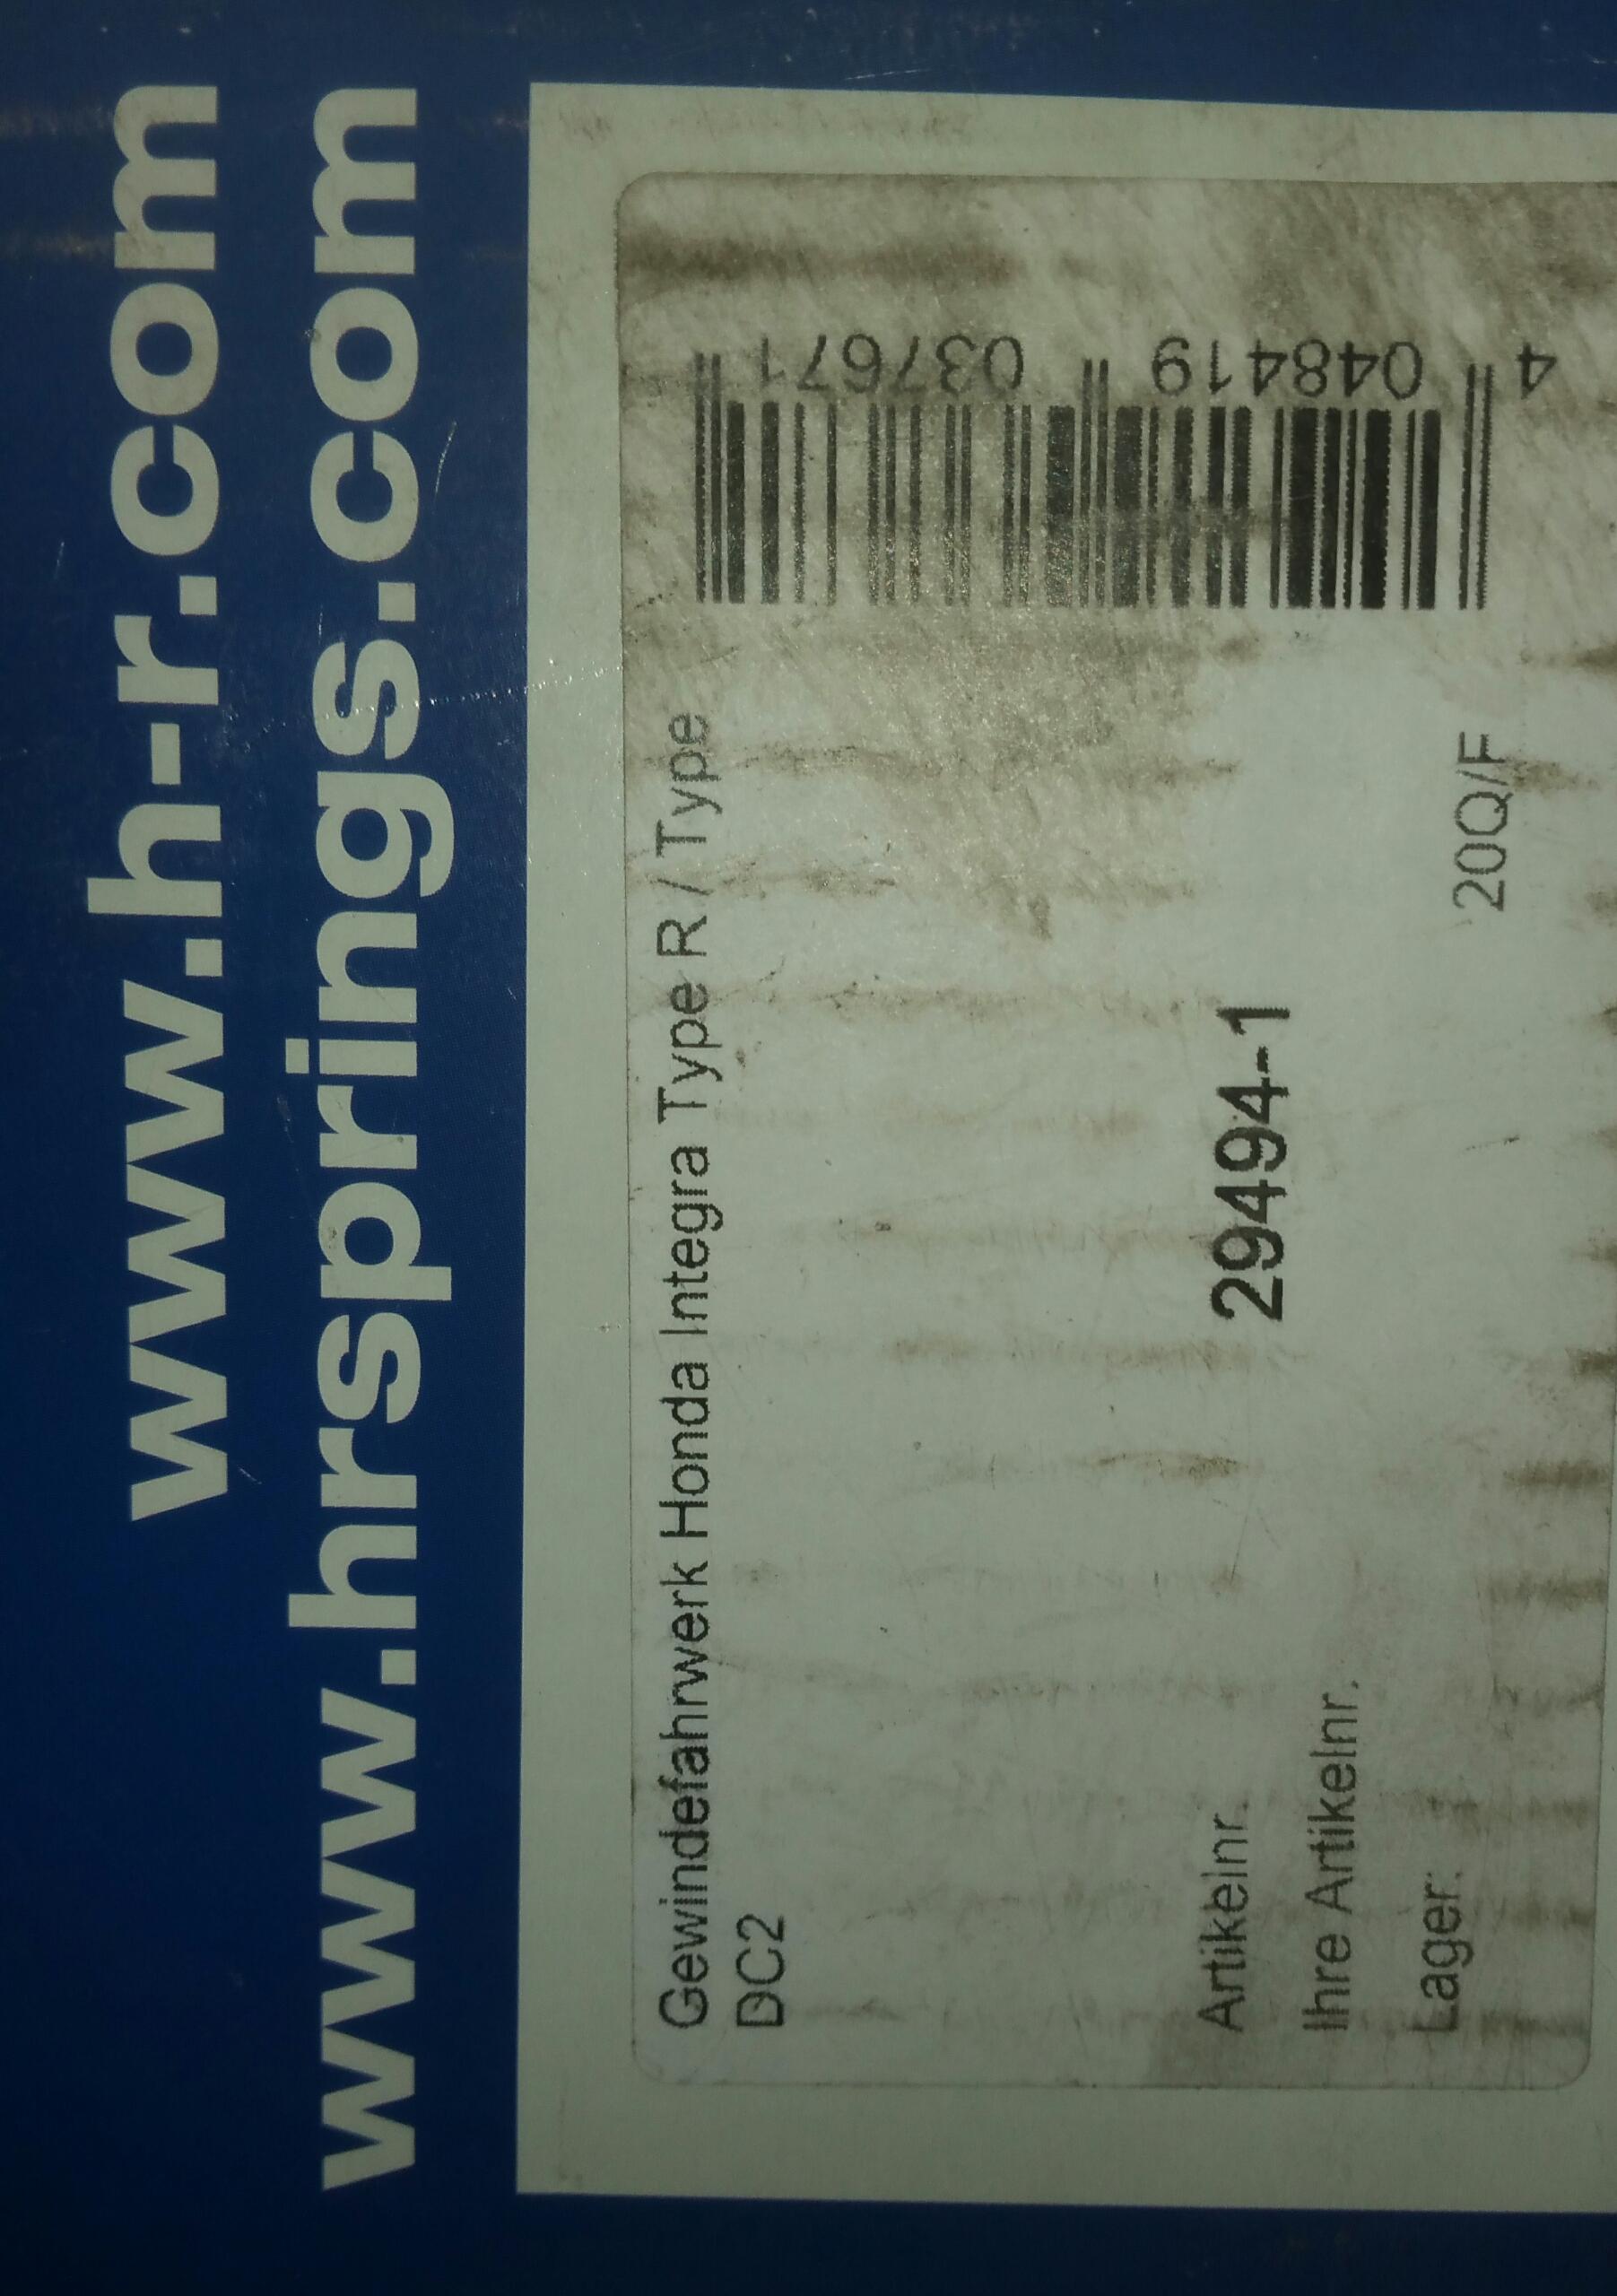 www.h-r.com
www.hrsprings.com
Gewindefahrwerk Honda Integra Type R / Type
DC2
4 048419 037671
Artikelnr. 29494-1
Ihre Artikelnr.
Lager: 20Q/F